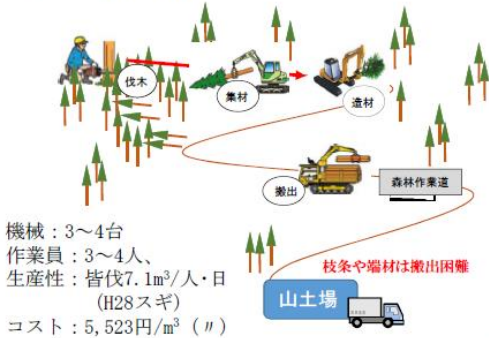 伐木
集材
造材
搬出
森林作業道
機械：3～4台
作業員：3～4人、
生産性：皆伐7.1m³/人・日
(H28スギ)
コスト：5,523円/m³（〃）
枝条や端材は搬出困難
山土場